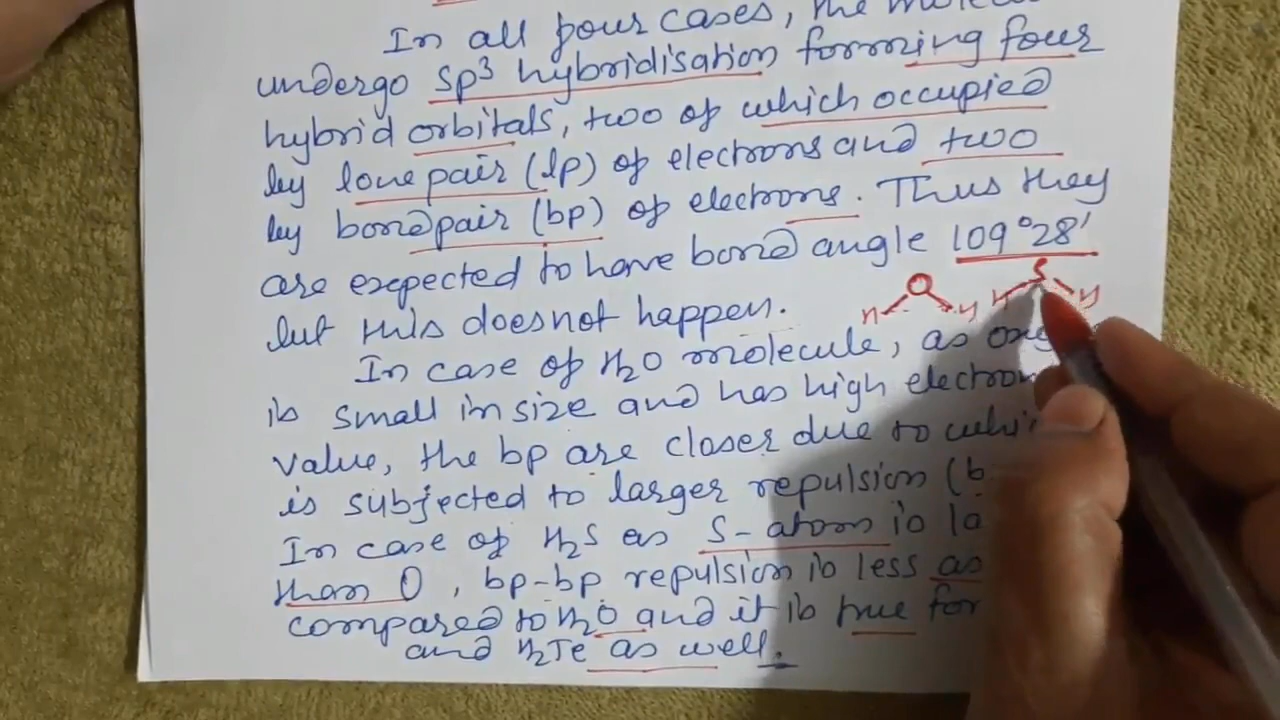 In all four cases, the
undergo sp³ hybridisation forming four
hybrid orbitals, two of which occupied
by lone pair (lp) of electrons and two
by bond pair (bp) of electrons. Thus they
are expected to have bond angle 109°28'
but this does not happen.
O S
H H H H
In case of H2O molecule, as
is small in size and has high
value, the bp are closer due to
is subjected to larger repulsion
In case of H2S as S-atom is
than O, bp-bp repulsion is less as
compared to H2O and it is true for
and H2Te as well.